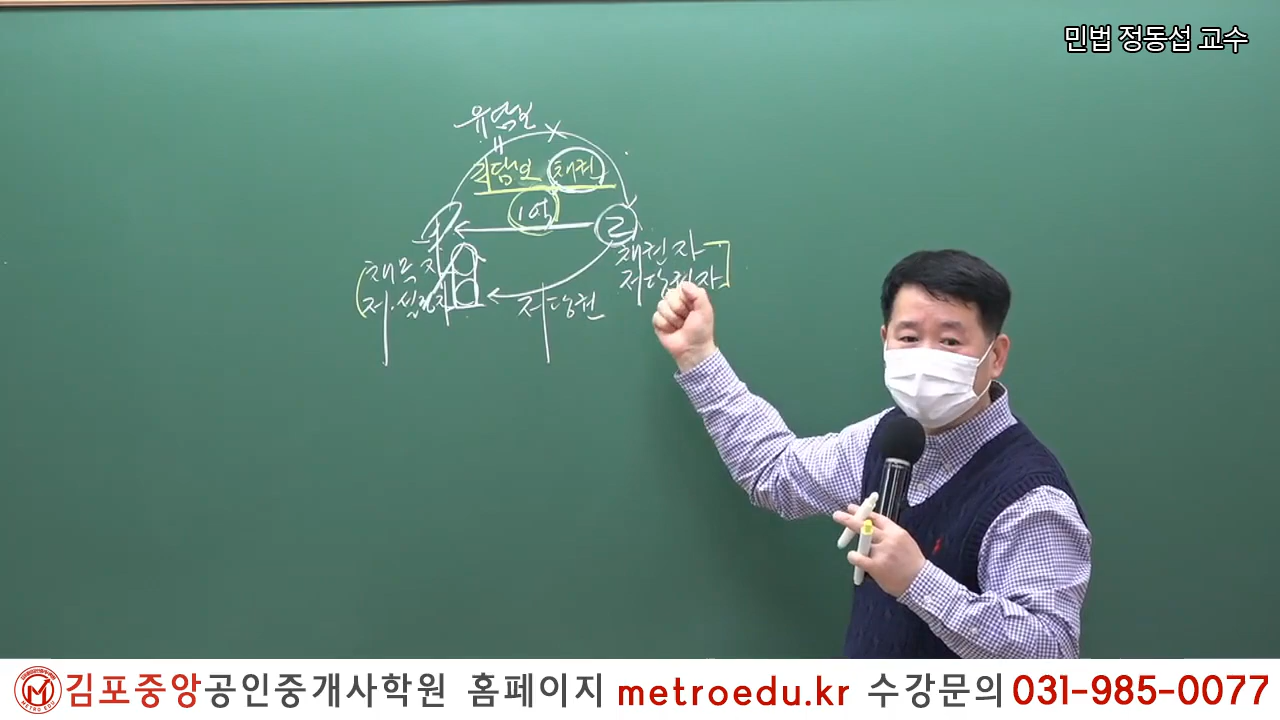 민법 정동섭 교수
유담보
피담보 채권
1억
채무자
저·설정자
채권자
저당권자
저당권
김포중앙공인중개사학원 홈페이지 metroedu.kr 수강문의 031-985-0077
METRO EDU